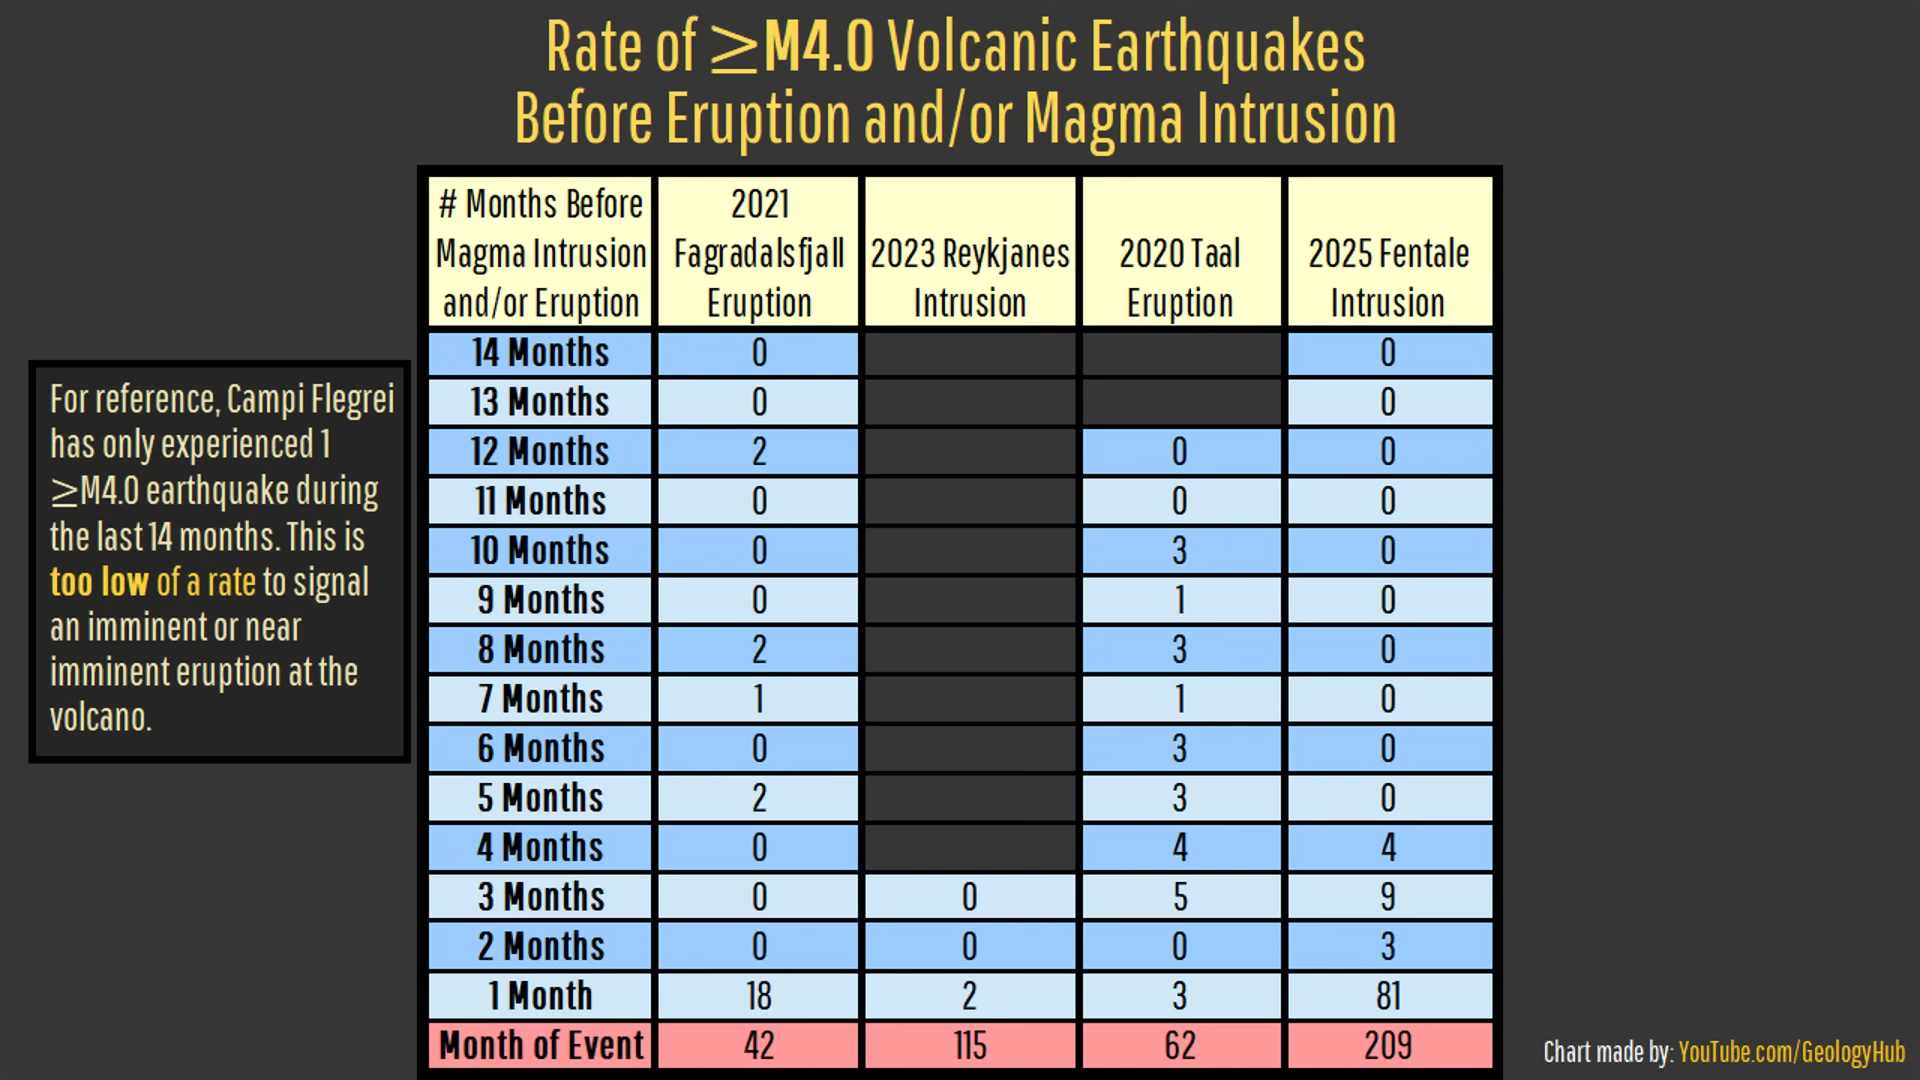 Rate of ≥M4.0 Volcanic Earthquakes
Before Eruption and/or Magma Intrusion
For reference, Campi Flegrei
has only experienced 1
≥M4.0 earthquake during
the last 14 months. This is
too low of a rate to signal
an imminent or near
imminent eruption at the
volcano.
# Months Before Magma Intrusion and/or Eruption 2021 Fagradalsfjall Eruption 2023 Reykjanes Intrusion 2020 Taal Eruption 2025 Fentale Intrusion
14 Months 0 0
13 Months 0 0
12 Months 2 0 0
11 Months 0 0 0
10 Months 0 3 0
9 Months 0 1 0
8 Months 2 3 0
7 Months 1 1 0
6 Months 0 3 0
5 Months 2 3 0
4 Months 0 4 4
3 Months 0 0 5 9
2 Months 0 0 0 3
1 Month 18 2 3 81
Month of Event 42 115 62 209
Chart made by: YouTube.com/GeologyHub